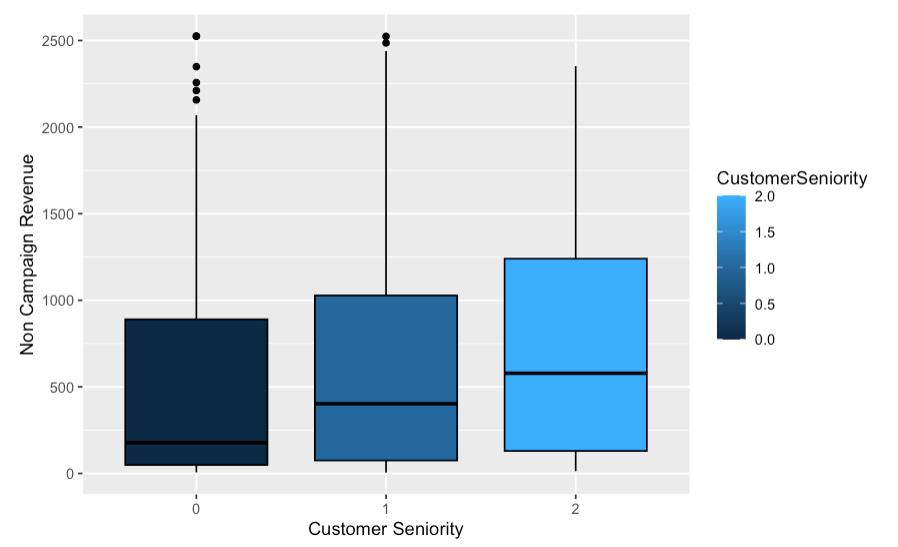 2500
2000
1500
1000
500
0
Non Campaign Revenue
0 1 2
Customer Seniority
CustomerSeniority
2.0
1.5
1.0
0.5
0.0